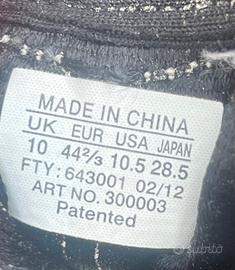 MADE IN CHINA
UK EUR USA JAPAN
10 44⅔ 10.5 28.5
FTY: 643001 02/12
ART NO. 300003
Patented
subito